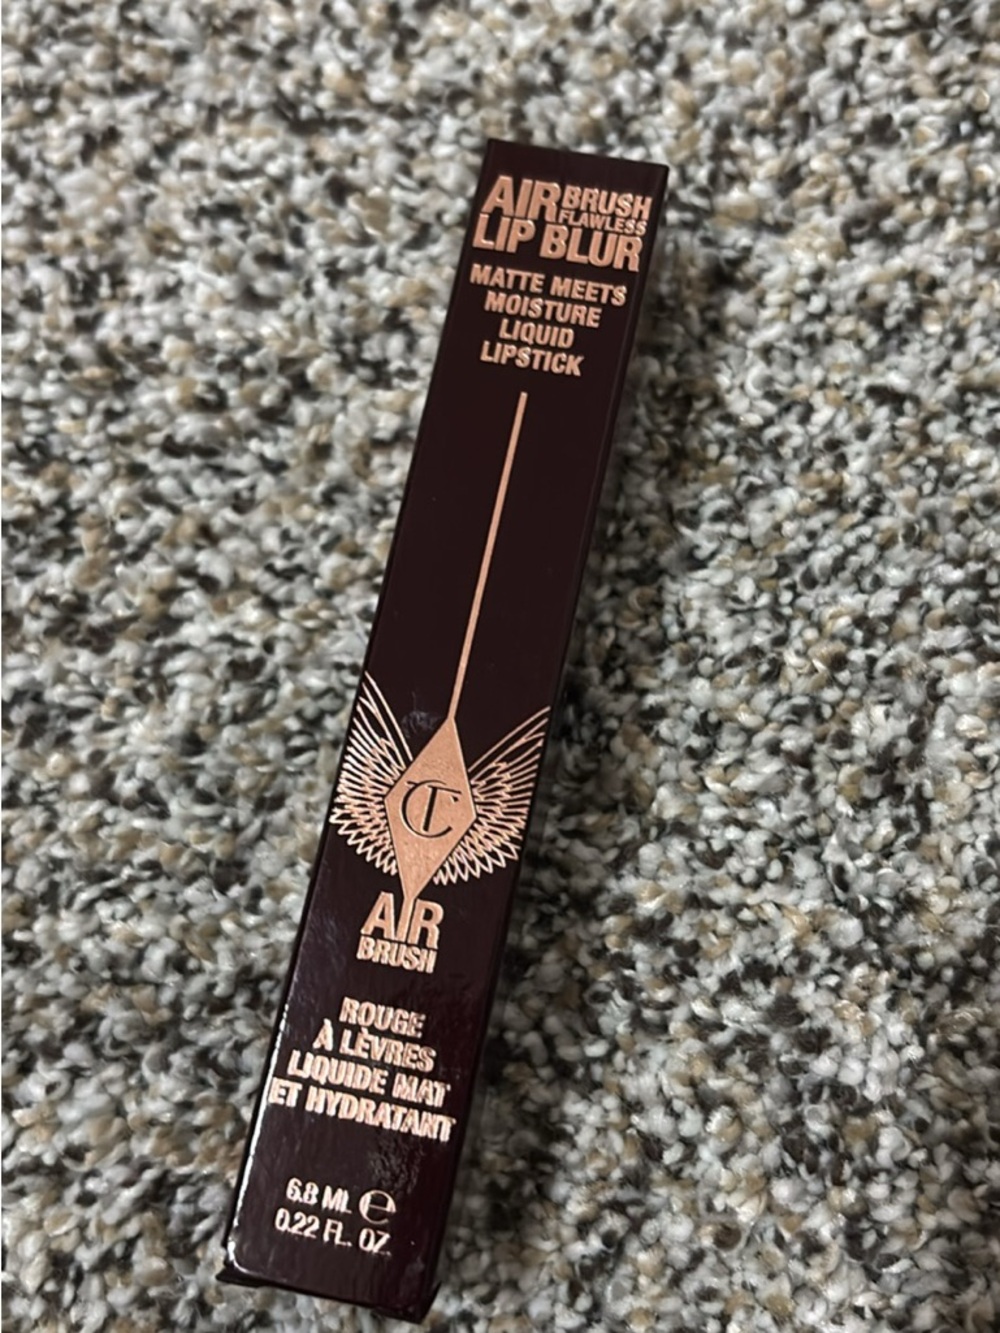 AIR BRUSH
FLAWLESS
LIP BLUR
MATTE MEETS
MOISTURE
LIQUID
LIPSTICK
CT
AIR
BRUSH
ROUGE
À LÈVRES
LIQUIDE MAT
ET HYDRATANT
6.8 ML ℮
0.22 FL. OZ.